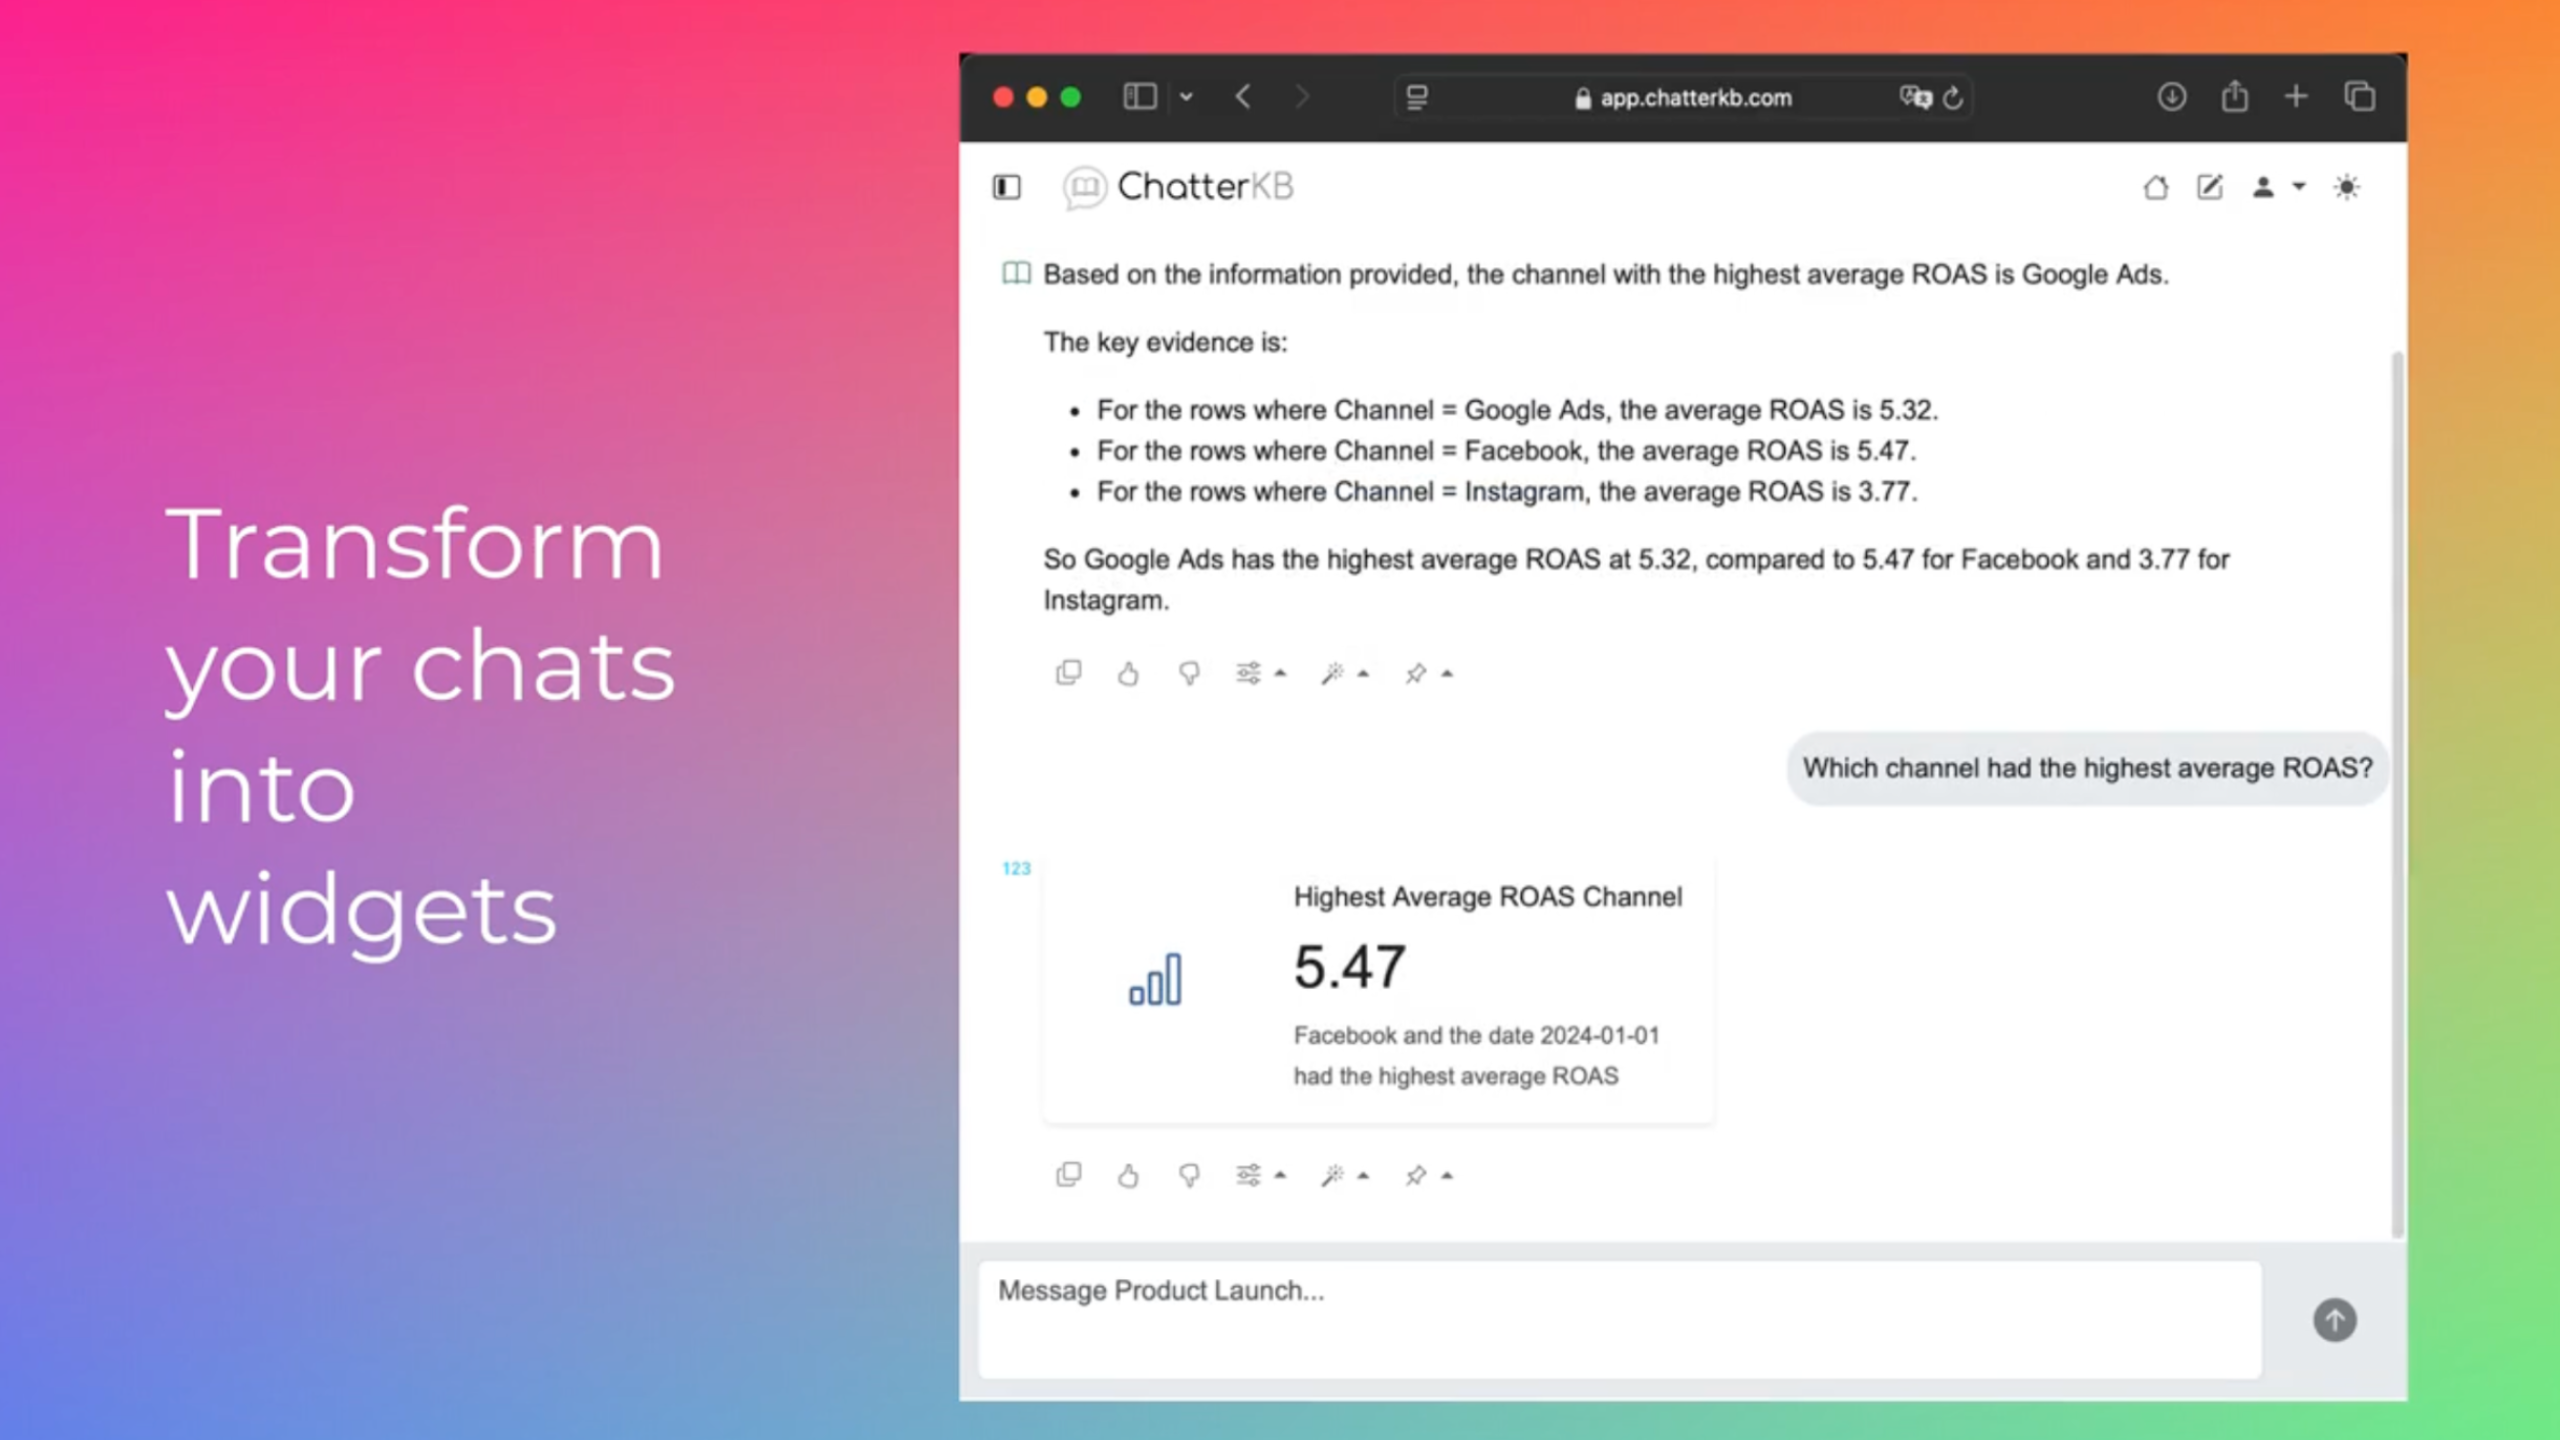 Transform
your chats
into
widgets
app.chatterkb.com
ChatterKB
Based on the information provided, the channel with the highest average ROAS is Google Ads.
The key evidence is:
• For the rows where Channel = Google Ads, the average ROAS is 5.32.
• For the rows where Channel = Facebook, the average ROAS is 5.47.
• For the rows where Channel = Instagram, the average ROAS is 3.77.
So Google Ads has the highest average ROAS at 5.32, compared to 5.47 for Facebook and 3.77 for
Instagram.
Which channel had the highest average ROAS?
123
Highest Average ROAS Channel
5.47
Facebook and the date 2024-01-01
had the highest average ROAS
Message Product Launch...